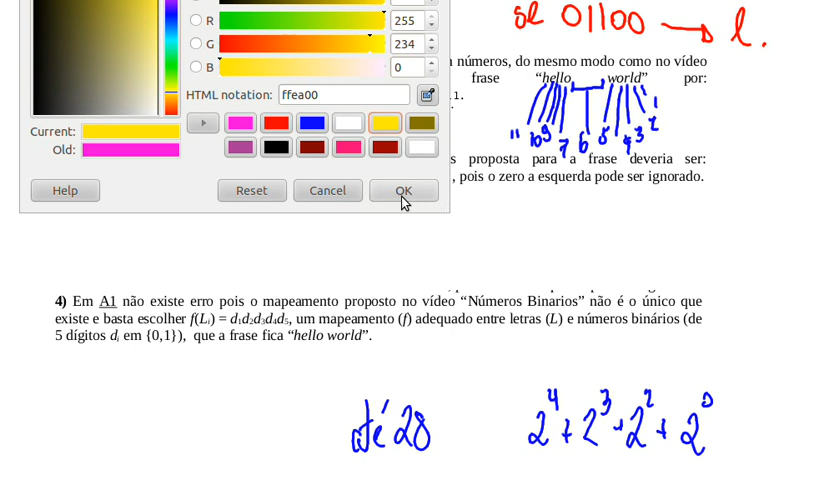 R 255
G 234
B 0
HTML notation: ffea00
Current:
Old:
Help Reset Cancel OK
se 01100 → l.
números, do mesmo modo como no vídeo
frase “hello world” por:
1.
11 10 9 7 6 5 4 3 2 1
s proposta para a frase deveria ser:
, pois o zero a esquerda pode ser ignorado.
4) Em A1 não existe erro pois o mapeamento proposto no vídeo “Números Binarios” não é o único que
existe e basta escolher f(Lᵢ) = d₁d₂d₃d₄d₅, um mapeamento (f) adequado entre letras (L) e números binários (de
5 dígitos dᵢ em {0,1}), que a frase fica “hello world”.
até 28 2⁴ + 2³ + 2² + 2⁰